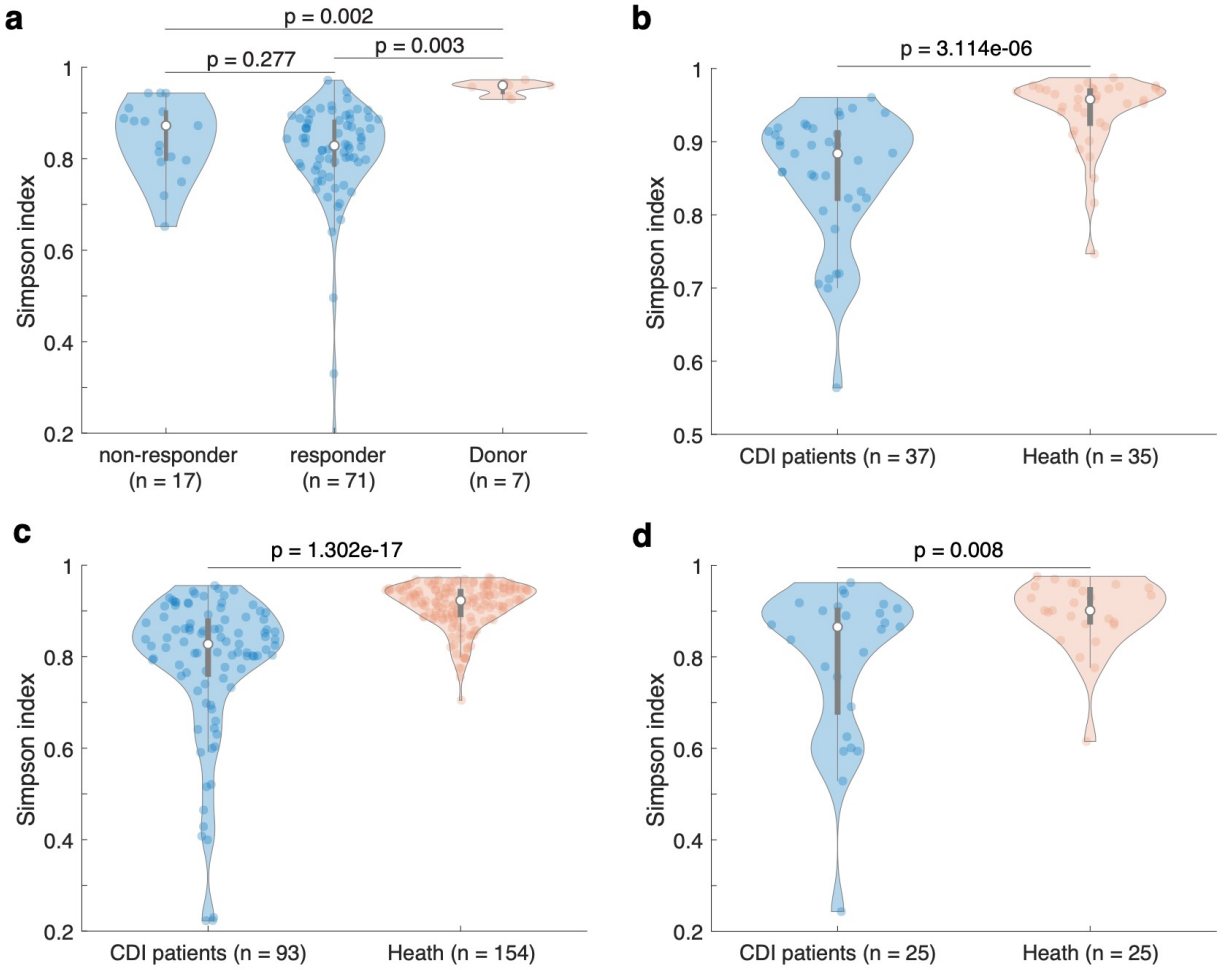 a
p = 0.002
p = 0.003
p = 0.277
1
0.8
0.6
0.4
0.2
Simpson index
non-responder
(n = 17)
responder
(n = 71)
Donor
(n = 7)
b
p = 3.114e-06
1
0.9
0.8
0.7
0.6
0.5
Simpson index
CDI patients (n = 37)
Heath (n = 35)
c
p = 1.302e-17
1
0.8
0.6
0.4
0.2
Simpson index
CDI patients (n = 93)
Heath (n = 154)
d
p = 0.008
1
0.8
0.6
0.4
0.2
Simpson index
CDI patients (n = 25)
Heath (n = 25)